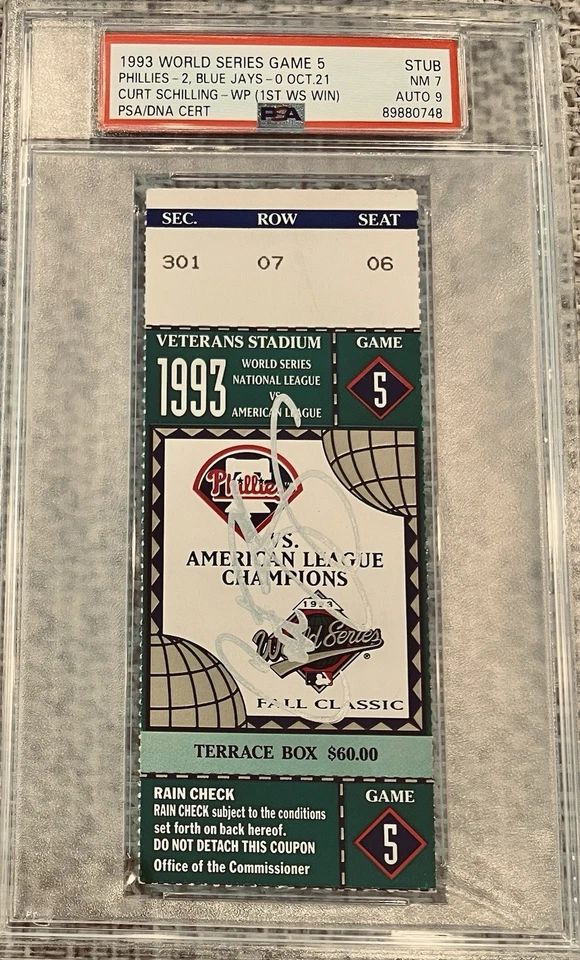 1993 WORLD SERIES GAME 5 STUB
PHILLIES-2, BLUE JAYS-0 OCT.21 NM 7
CURT SCHILLING-WP (1ST WS WIN) AUTO 9
PSA/DNA CERT PSA 89880748
SEC. ROW SEAT
301 07 06
VETERANS STADIUM GAME
1993 WORLD SERIES
NATIONAL LEAGUE
VS.
AMERICAN LEAGUE
5
Phillies
VS.
AMERICAN LEAGUE
CHAMPIONS
1993
World Series
®
FALL CLASSIC
TERRACE BOX $60.00
RAIN CHECK GAME
RAIN CHECK subject to the conditions
set forth on back hereof.
DO NOT DETACH THIS COUPON
Office of the Commissioner
5